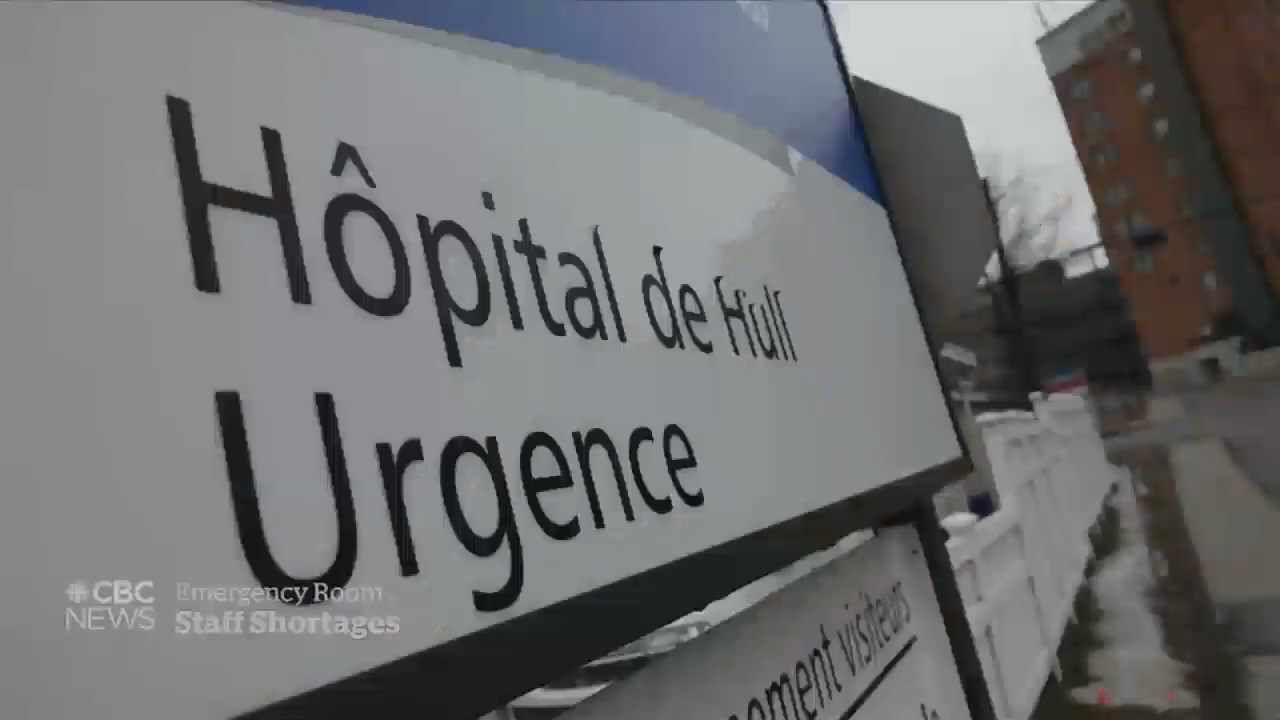 Hôpital de Hull
Urgence
CBC
NEWS
Emergency Room
Staff Shortages
visiteurs